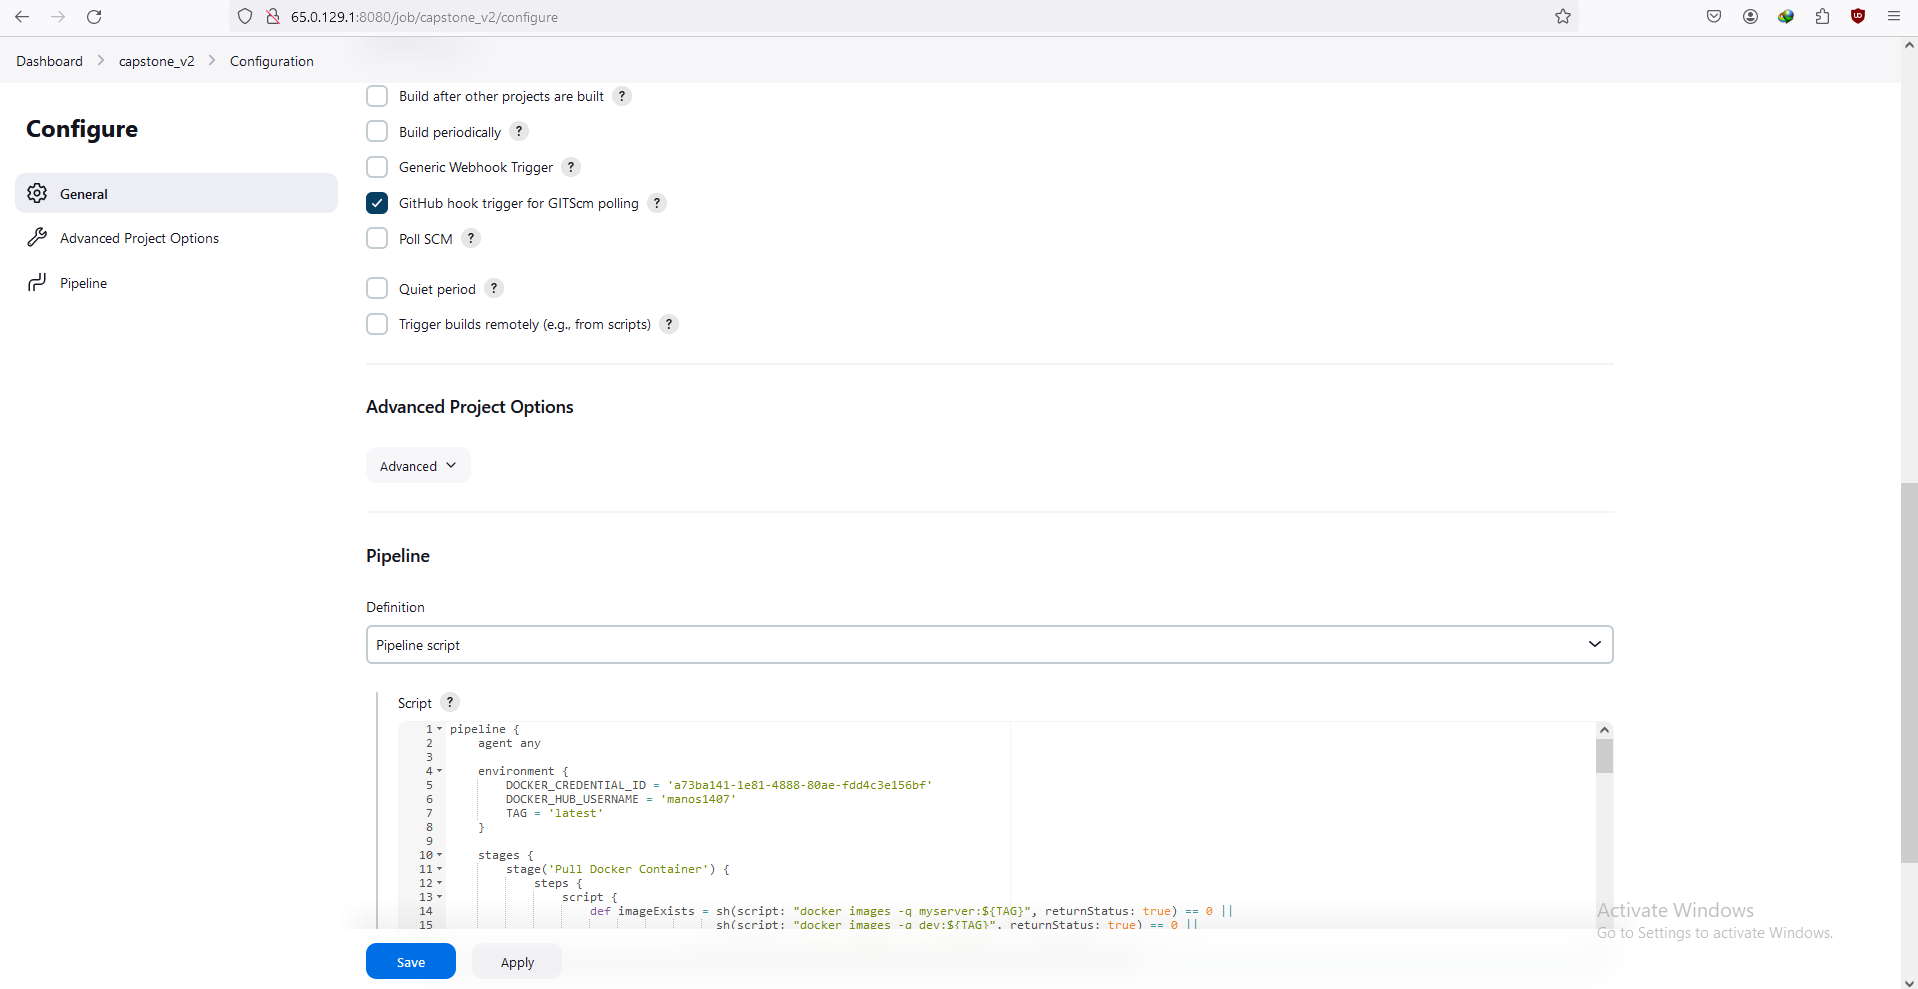 65.0.129.1:8080/job/capstone_v2/configure
Dashboard > capstone_v2 > Configuration
Configure
General
Advanced Project Options
Pipeline
Build after other projects are built ?
Build periodically ?
Generic Webhook Trigger ?
GitHub hook trigger for GITScm polling ?
Poll SCM ?
Quiet period ?
Trigger builds remotely (e.g., from scripts) ?
Advanced Project Options
Advanced
Pipeline
Definition
Pipeline script
Script ?
1 pipeline {
2 agent any
3
4 environment {
5 DOCKER_CREDENTIAL_ID = 'a73ba141-1e81-4888-80ae-fdd4c3e156bf'
6 DOCKER_HUB_USERNAME = 'manos1407'
7 TAG = 'latest'
8 }
9
10 stages {
11 stage('Pull Docker Container') {
12 steps {
13 script {
14 def imageExists = sh(script: "docker images -q myserver:${TAG}", returnStatus: true) == 0 ||
15 sh(script: "docker images -q dev:${TAG}", returnStatus: true) == 0 ||
Save
Apply
Activate Windows
Go to Settings to activate Windows.